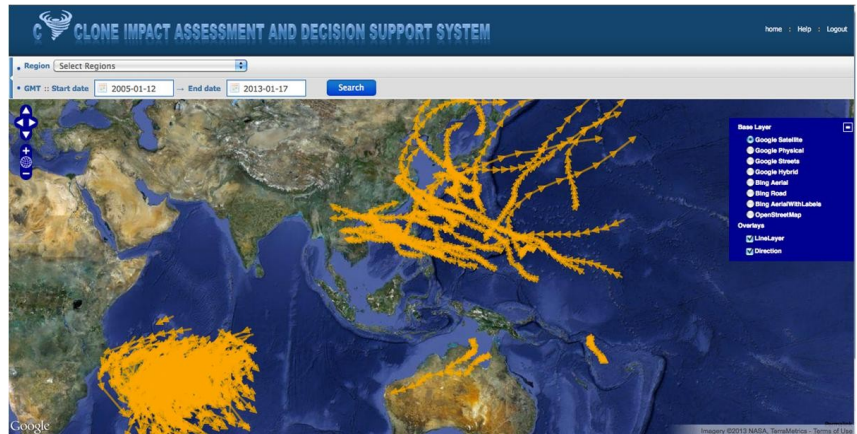 CYCLONE IMPACT ASSESSMENT AND DECISION SUPPORT SYSTEM
home : Help : Logout
Region Select Regions
GMT :: Start date 2005-01-12 → End date 2013-01-17 Search
Base Layer
Google Satellite
Google Physical
Google Streets
Google Hybrid
Bing Aerial
Bing Road
Bing AerialWithLabels
OpenStreetMap
Overlays
LineLayer
Direction
Google
Imagery ©2013 NASA, TerraMetrics - Terms of Use